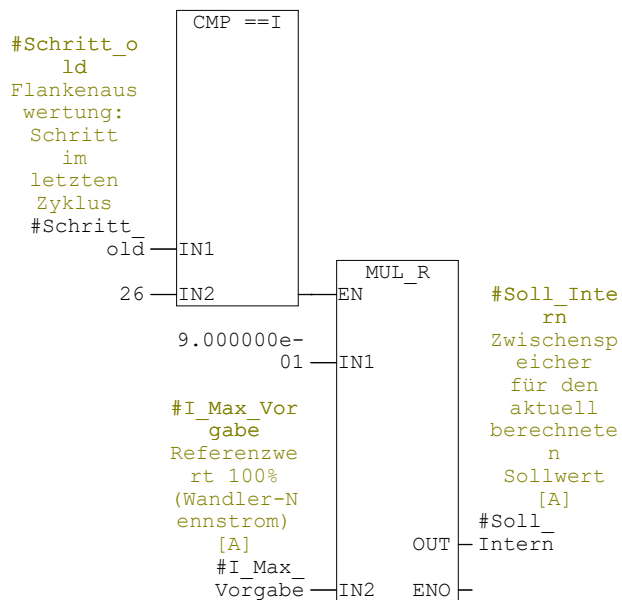 CMP ==I
#Schritt_o
ld
Flankenaus
wertung:
Schritt
im
letzten
Zyklus
#Schritt_
old
IN1
26
IN2
MUL_R
EN
9.000000e-
01
IN1
#I_Max_Vor
gabe
Referenzwe
rt 100%
(Wandler-N
ennstrom)
[A]
#I_Max_
Vorgabe
IN2
#Soll_Inte
rn
Zwischensp
eicher
für den
aktuell
berechnete
n
Sollwert
[A]
#Soll_
OUT
Intern
ENO